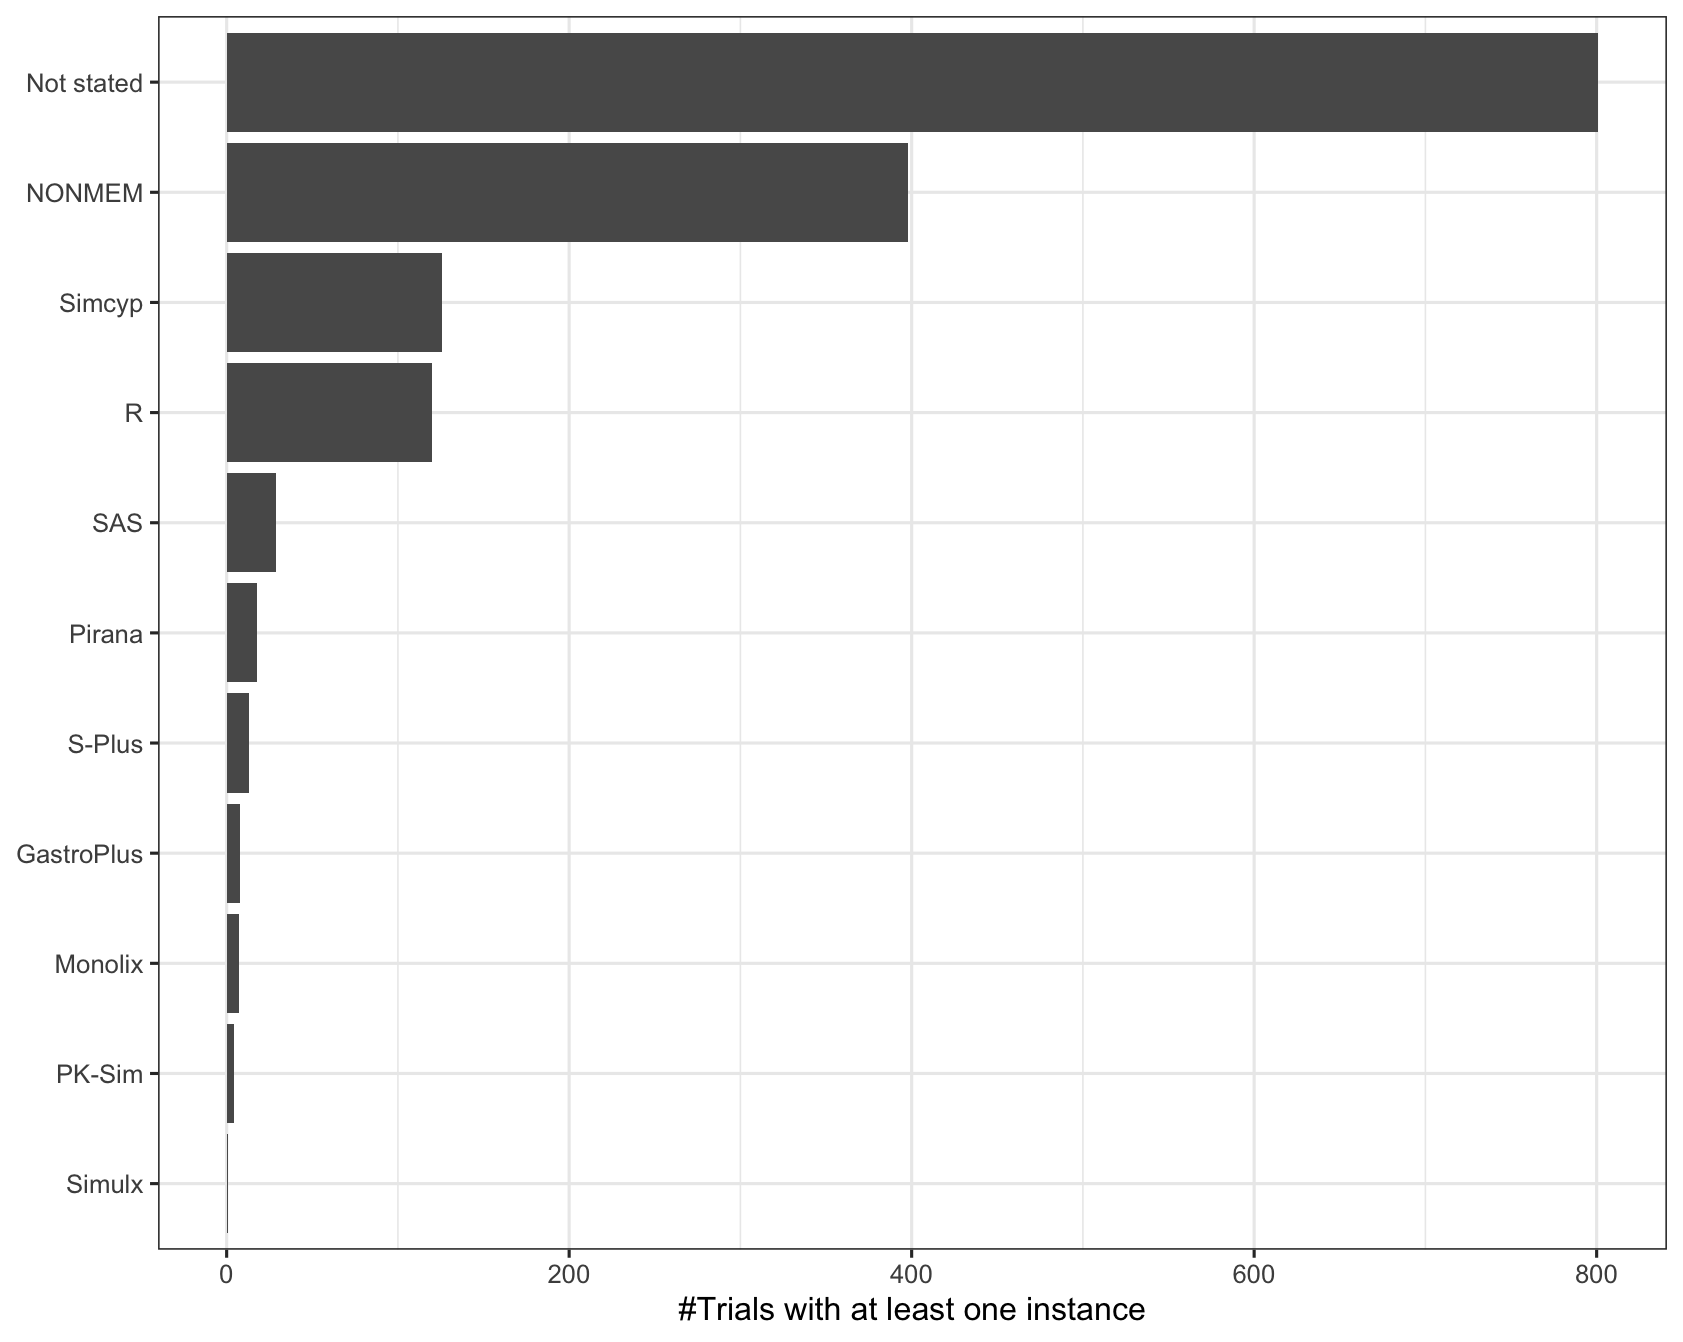 Not stated
NONMEM
Simcyp
R
SAS
Pirana
S-Plus
GastroPlus
Monolix
PK-Sim
Simulx
0 200 400 600 800
#Trials with at least one instance